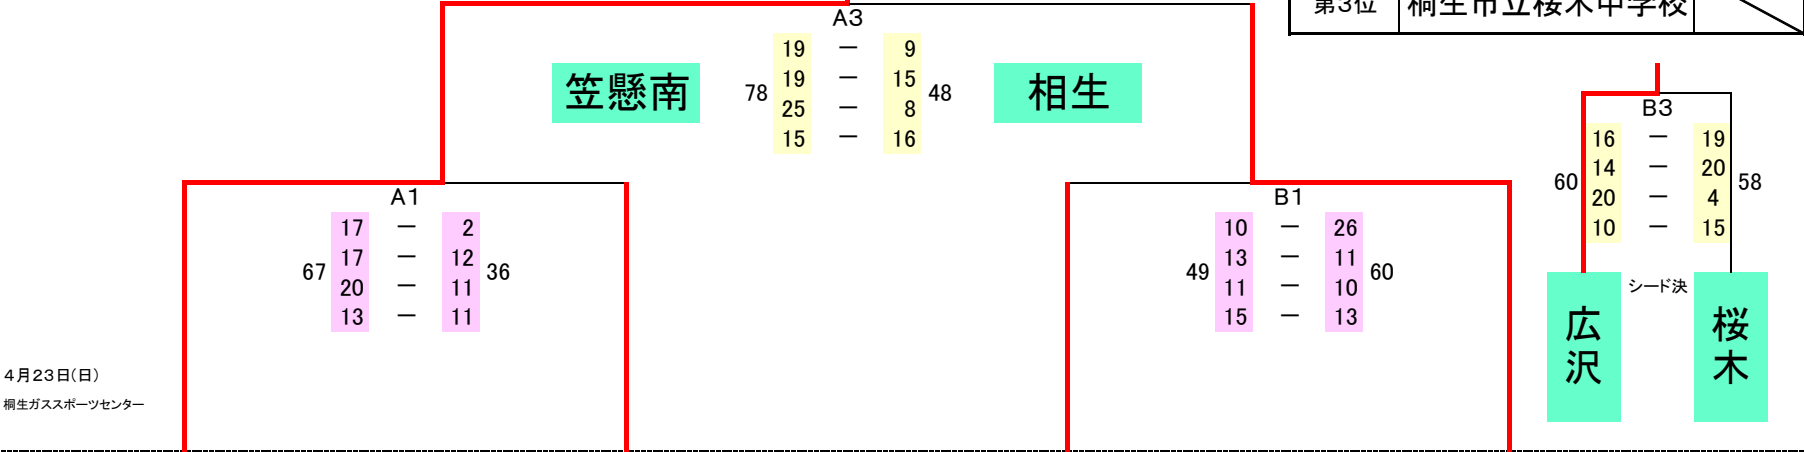 第3位 桐生市立桜木中学校
A3
19 － 9
19 － 15
25 － 8
15 － 16
笠懸南 78 48 相生
B3
16 － 19
14 － 20
20 － 4
10 － 15
60 58
シード決
広沢 桜木
A1
17 － 2
17 － 12
20 － 11
13 － 11
67 36
B1
10 － 26
13 － 11
11 － 10
15 － 13
49 60
4月23日(日)
桐生ガススポーツセンター